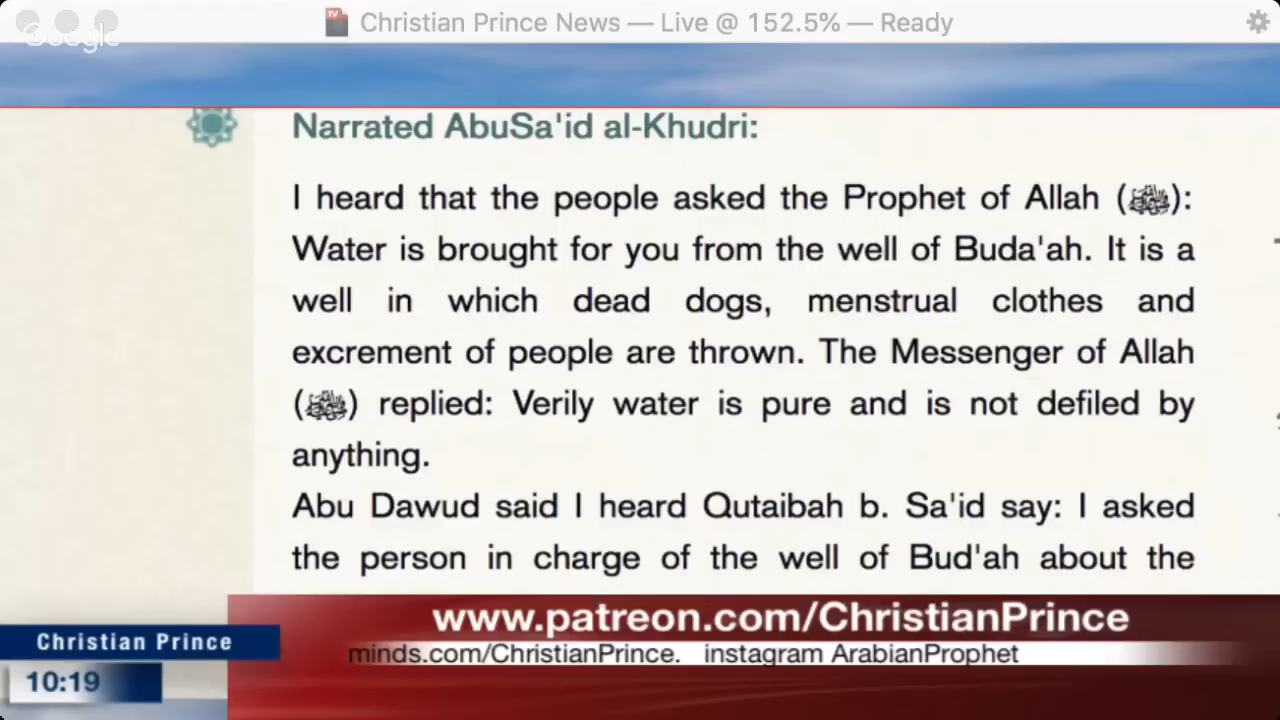 Christian Prince News — Live @ 152.5% — Ready
Google
Narrated AbuSa'id al-Khudri:
I heard that the people asked the Prophet of Allah (ﷺ):
Water is brought for you from the well of Buda'ah. It is a
well in which dead dogs, menstrual clothes and
excrement of people are thrown. The Messenger of Allah
(ﷺ) replied: Verily water is pure and is not defiled by
anything.
Abu Dawud said I heard Qutaibah b. Sa'id say: I asked
the person in charge of the well of Bud'ah about the
www.patreon.com/ChristianPrince
Christian Prince
minds.com/ChristianPrince. instagram ArabianProphet
10:19